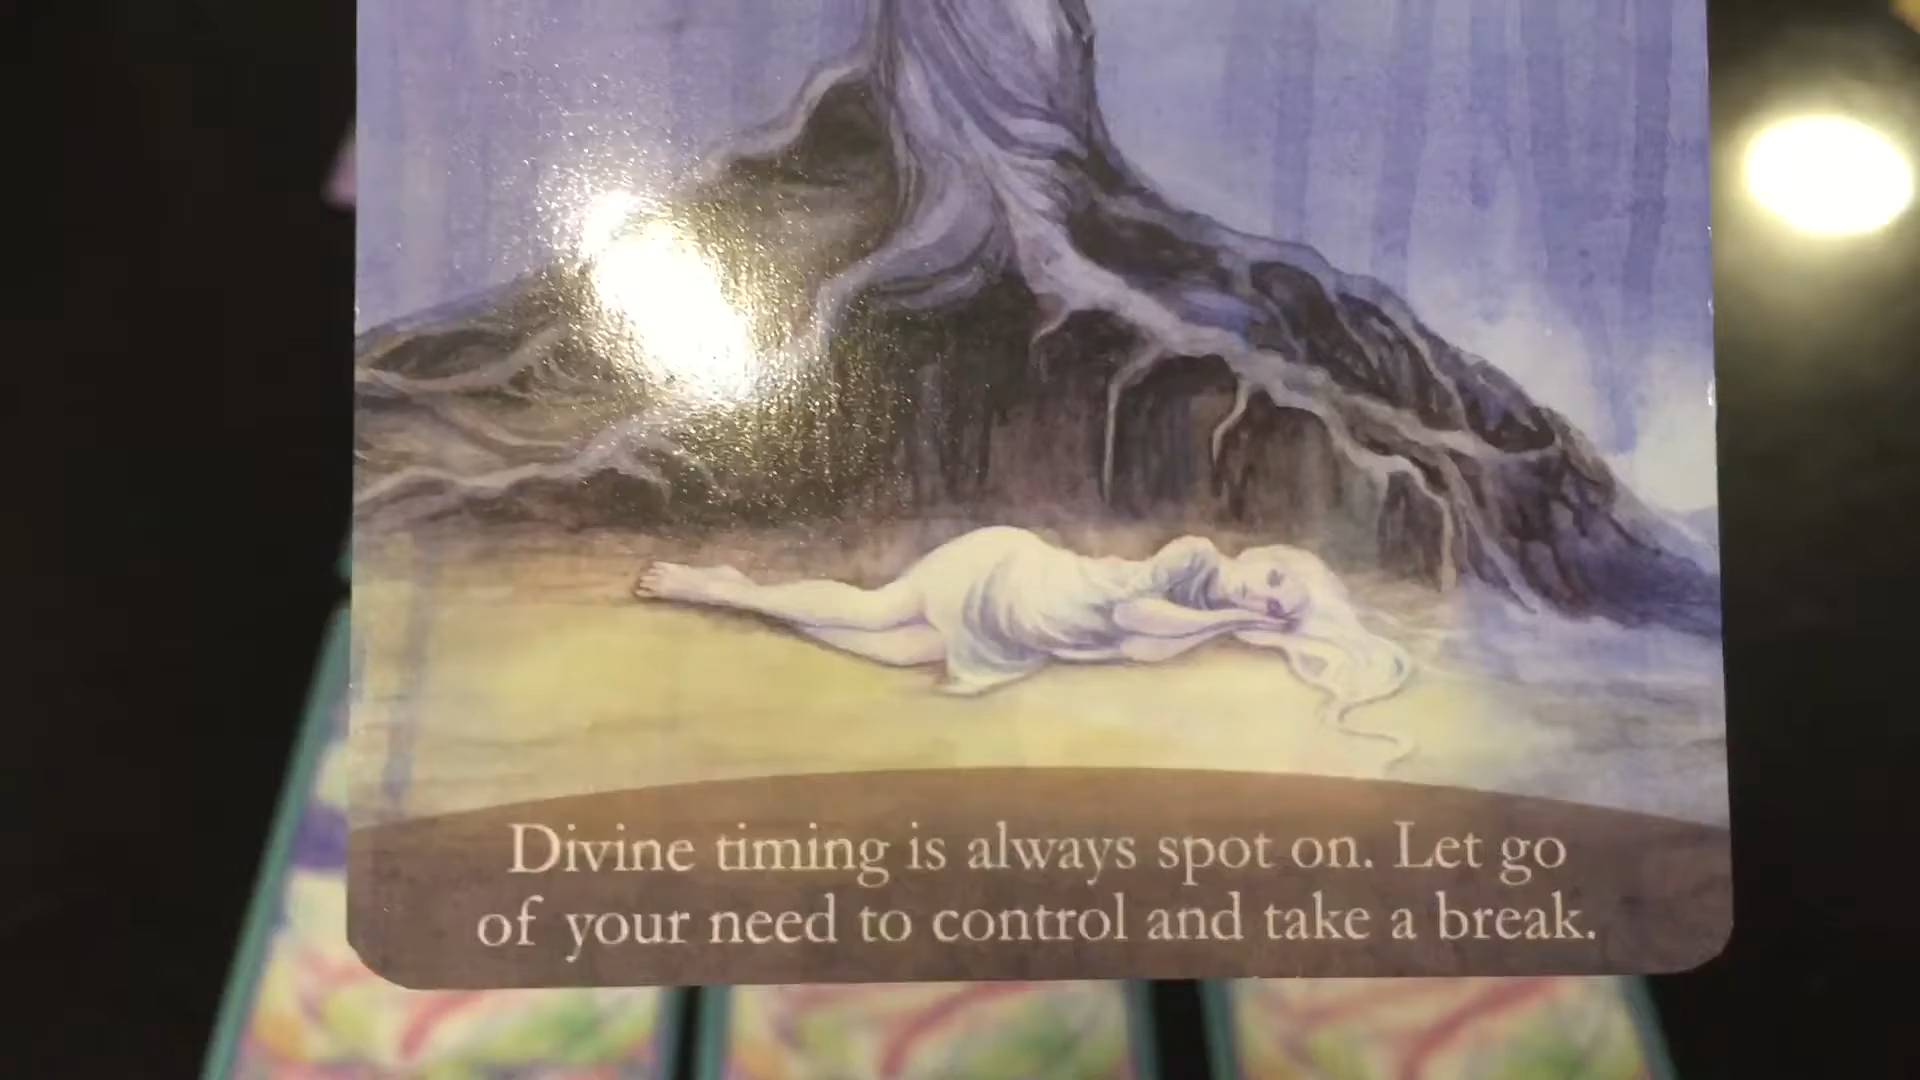 Divine timing is always spot on. Let go
of your need to control and take a break.